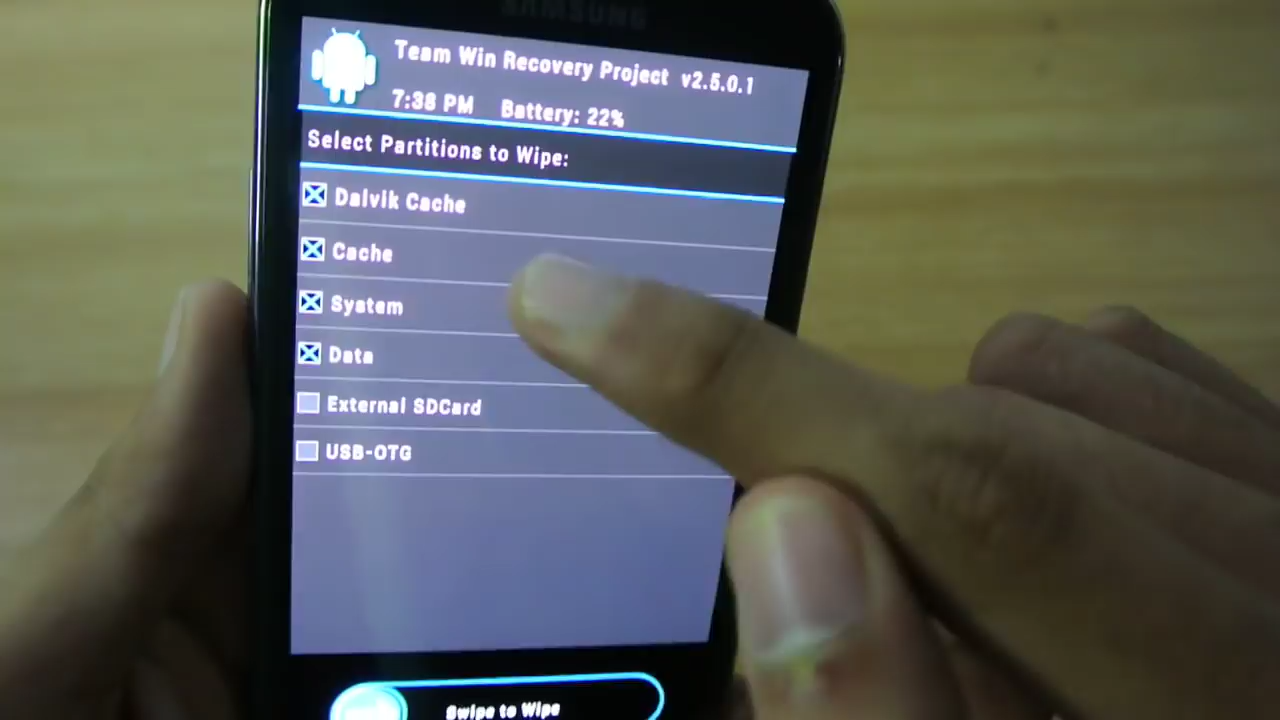 SAMSUNG
Team Win Recovery Project v2.5.0.1
7:38 PM Battery: 22%
Select Partitions to Wipe:
Dalvik Cache
Cache
System
Data
External SDCard
USB-OTG
Swipe to Wipe